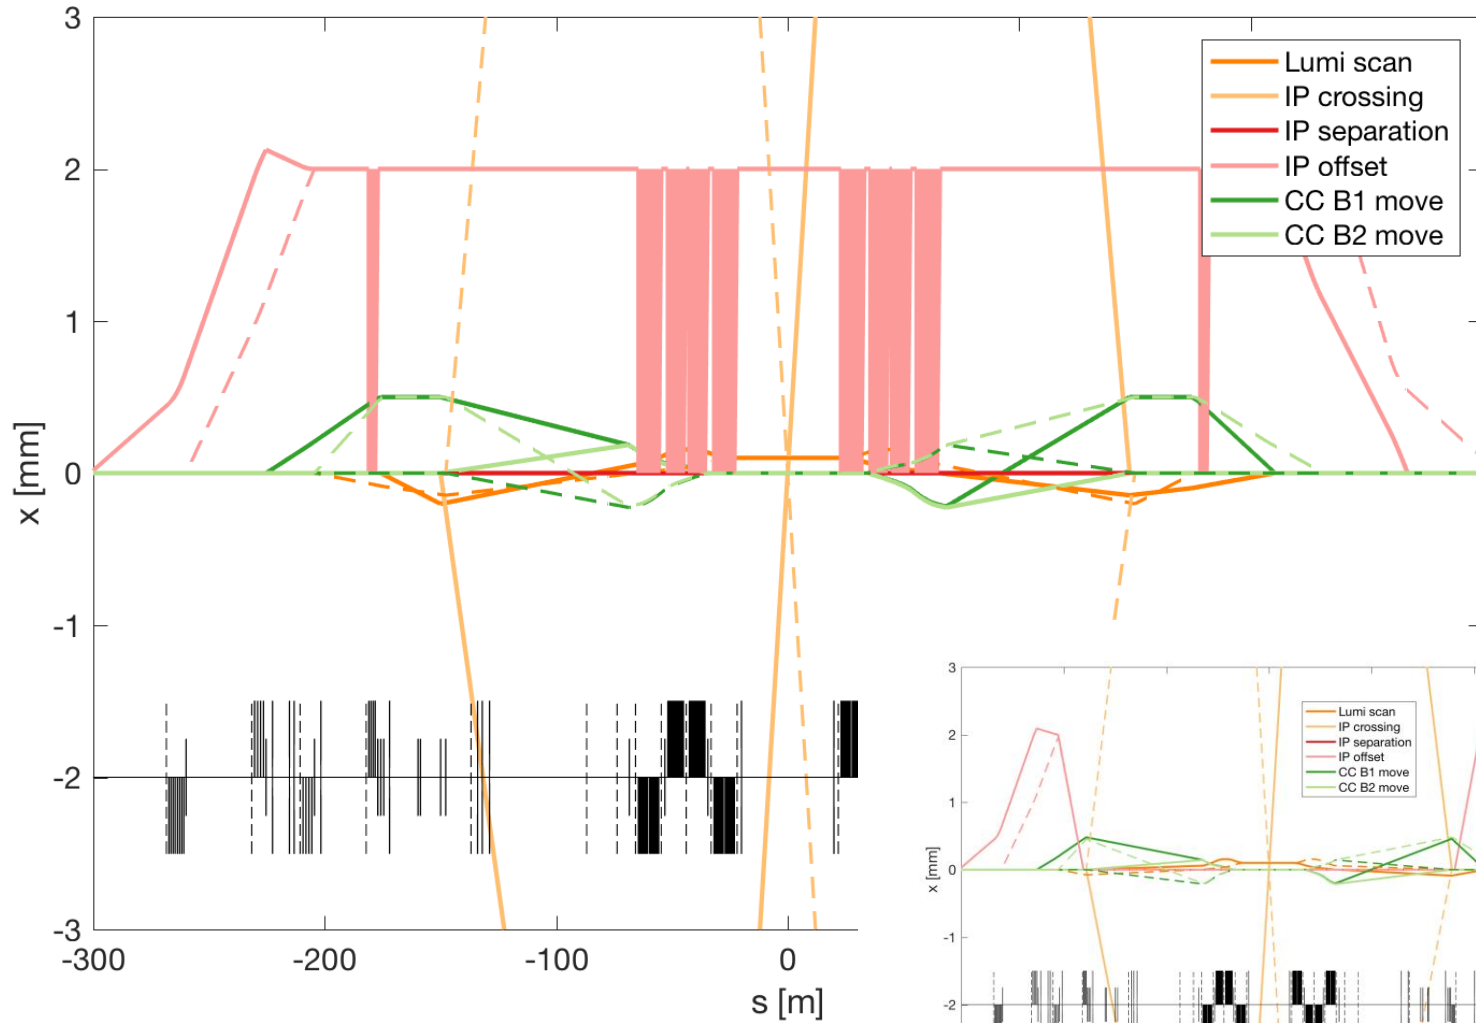 3
2
1
0
-1
-2
-3
x [mm]
-300
-200
-100
0
s [m]
Lumi scan
IP crossing
IP separation
IP offset
CC B1 move
CC B2 move
3
2
1
0
-1
-2
x [mm]
Lumi scan
IP crossing
IP separation
IP offset
CC B1 move
CC B2 move